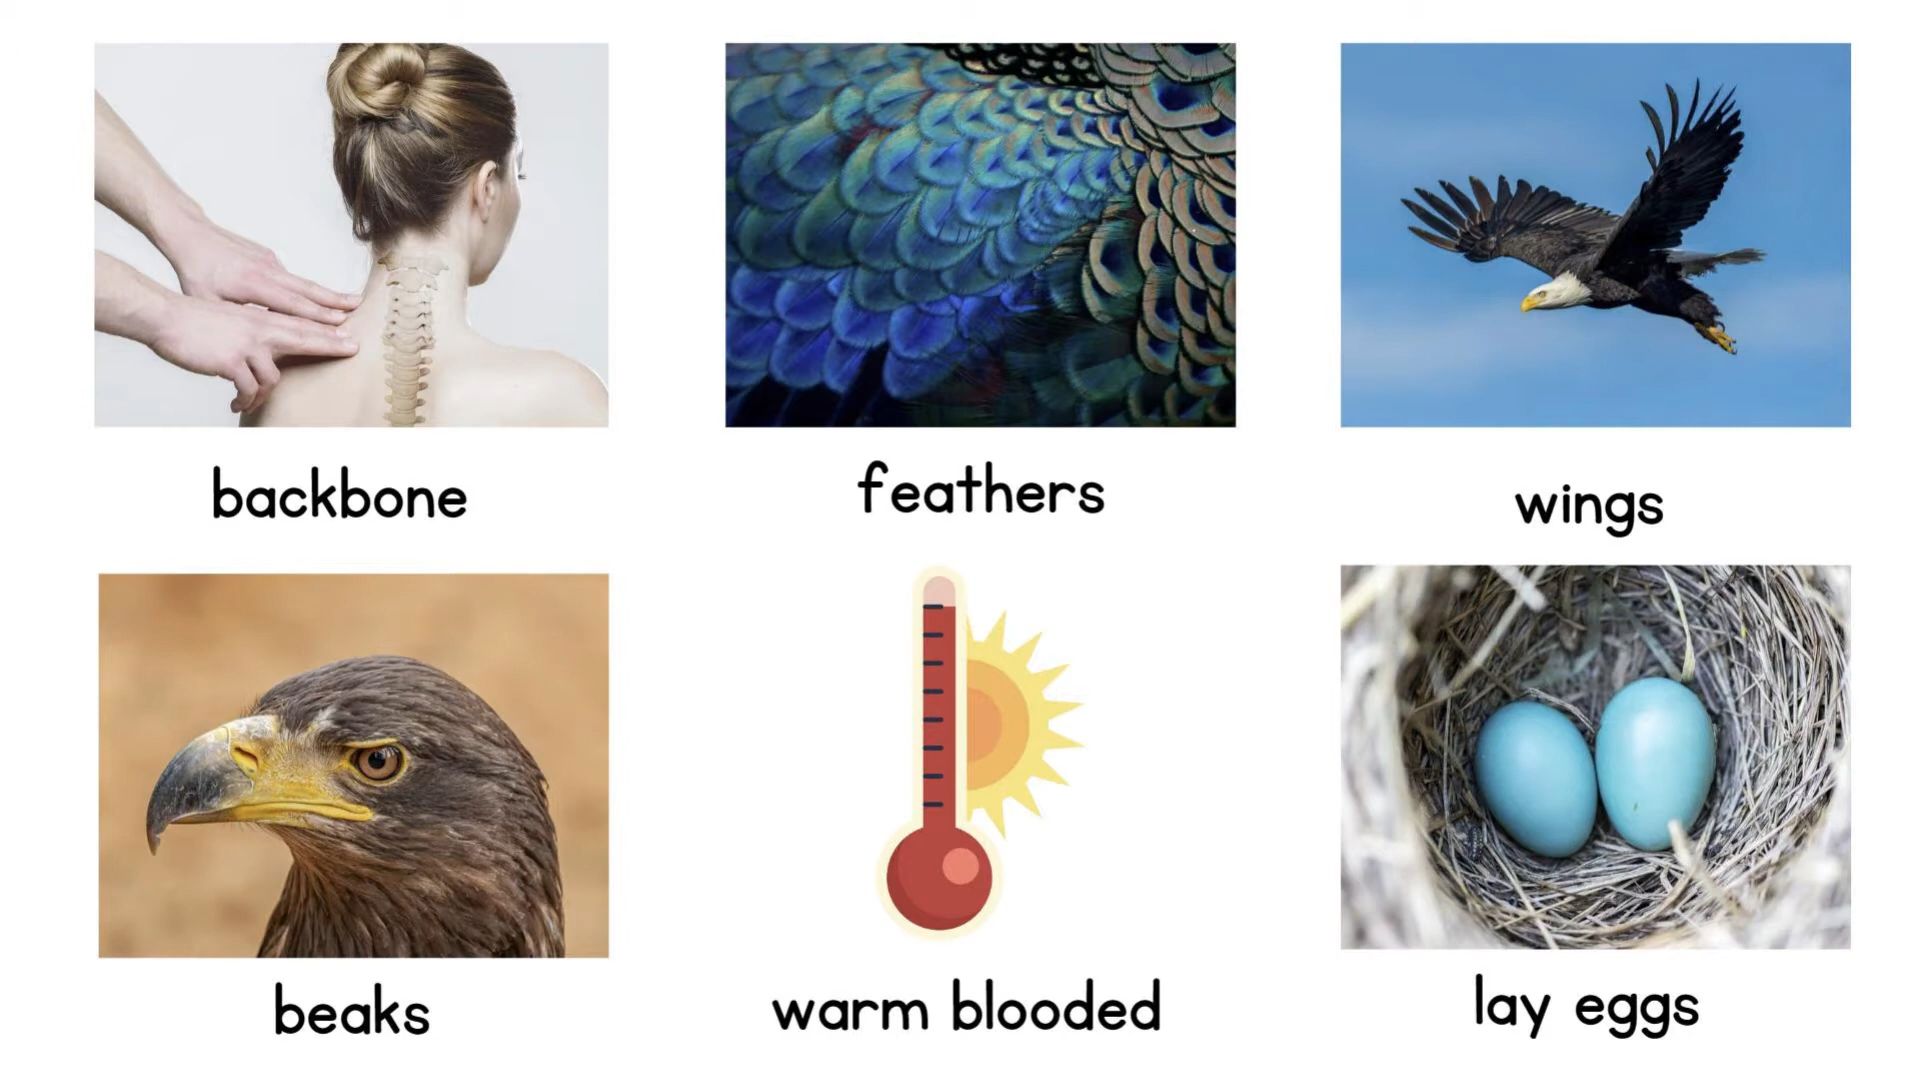 backbone
feathers
wings
beaks
warm blooded
lay eggs